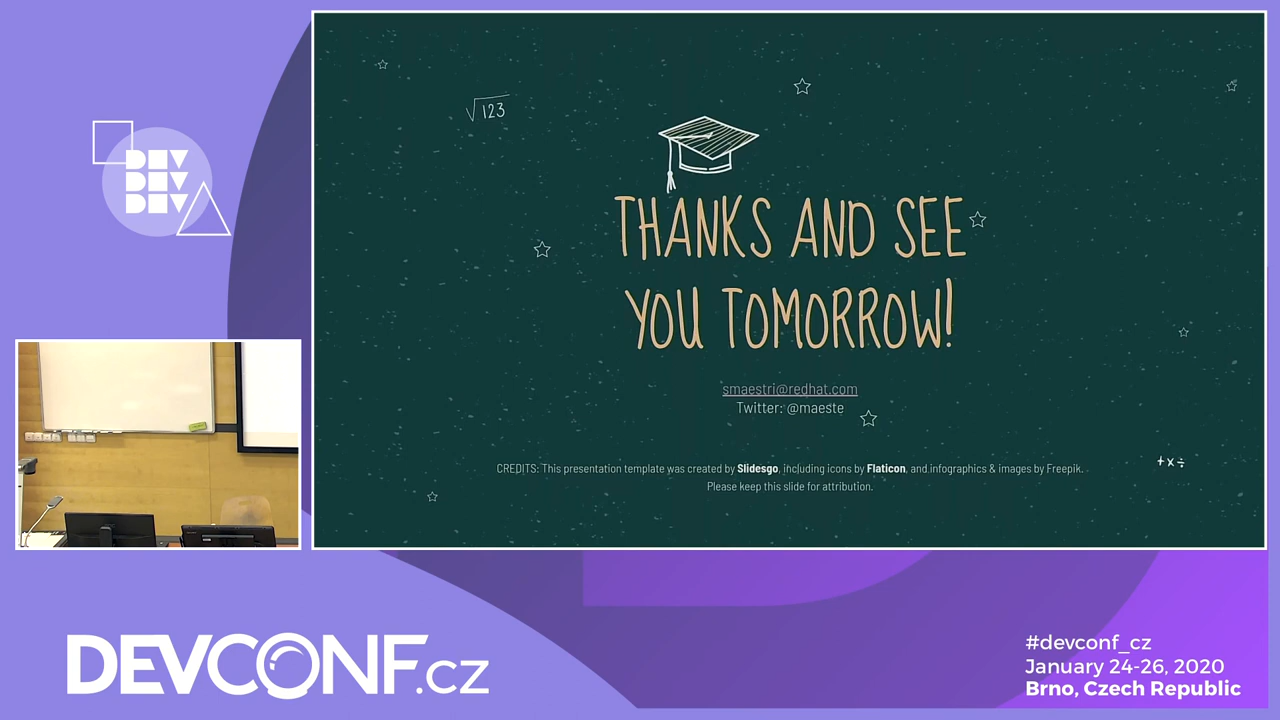 DEV
DEV
DEV
√123
THANKS AND SEE
YOU TOMORROW!
smaestri@redhat.com
Twitter: @maeste
CREDITS: This presentation template was created by Slidesgo, including icons by Flaticon, and infographics & images by Freepik.
Please keep this slide for attribution.
+x÷
DEVCONF.cz
#devconf_cz
January 24-26, 2020
Brno, Czech Republic